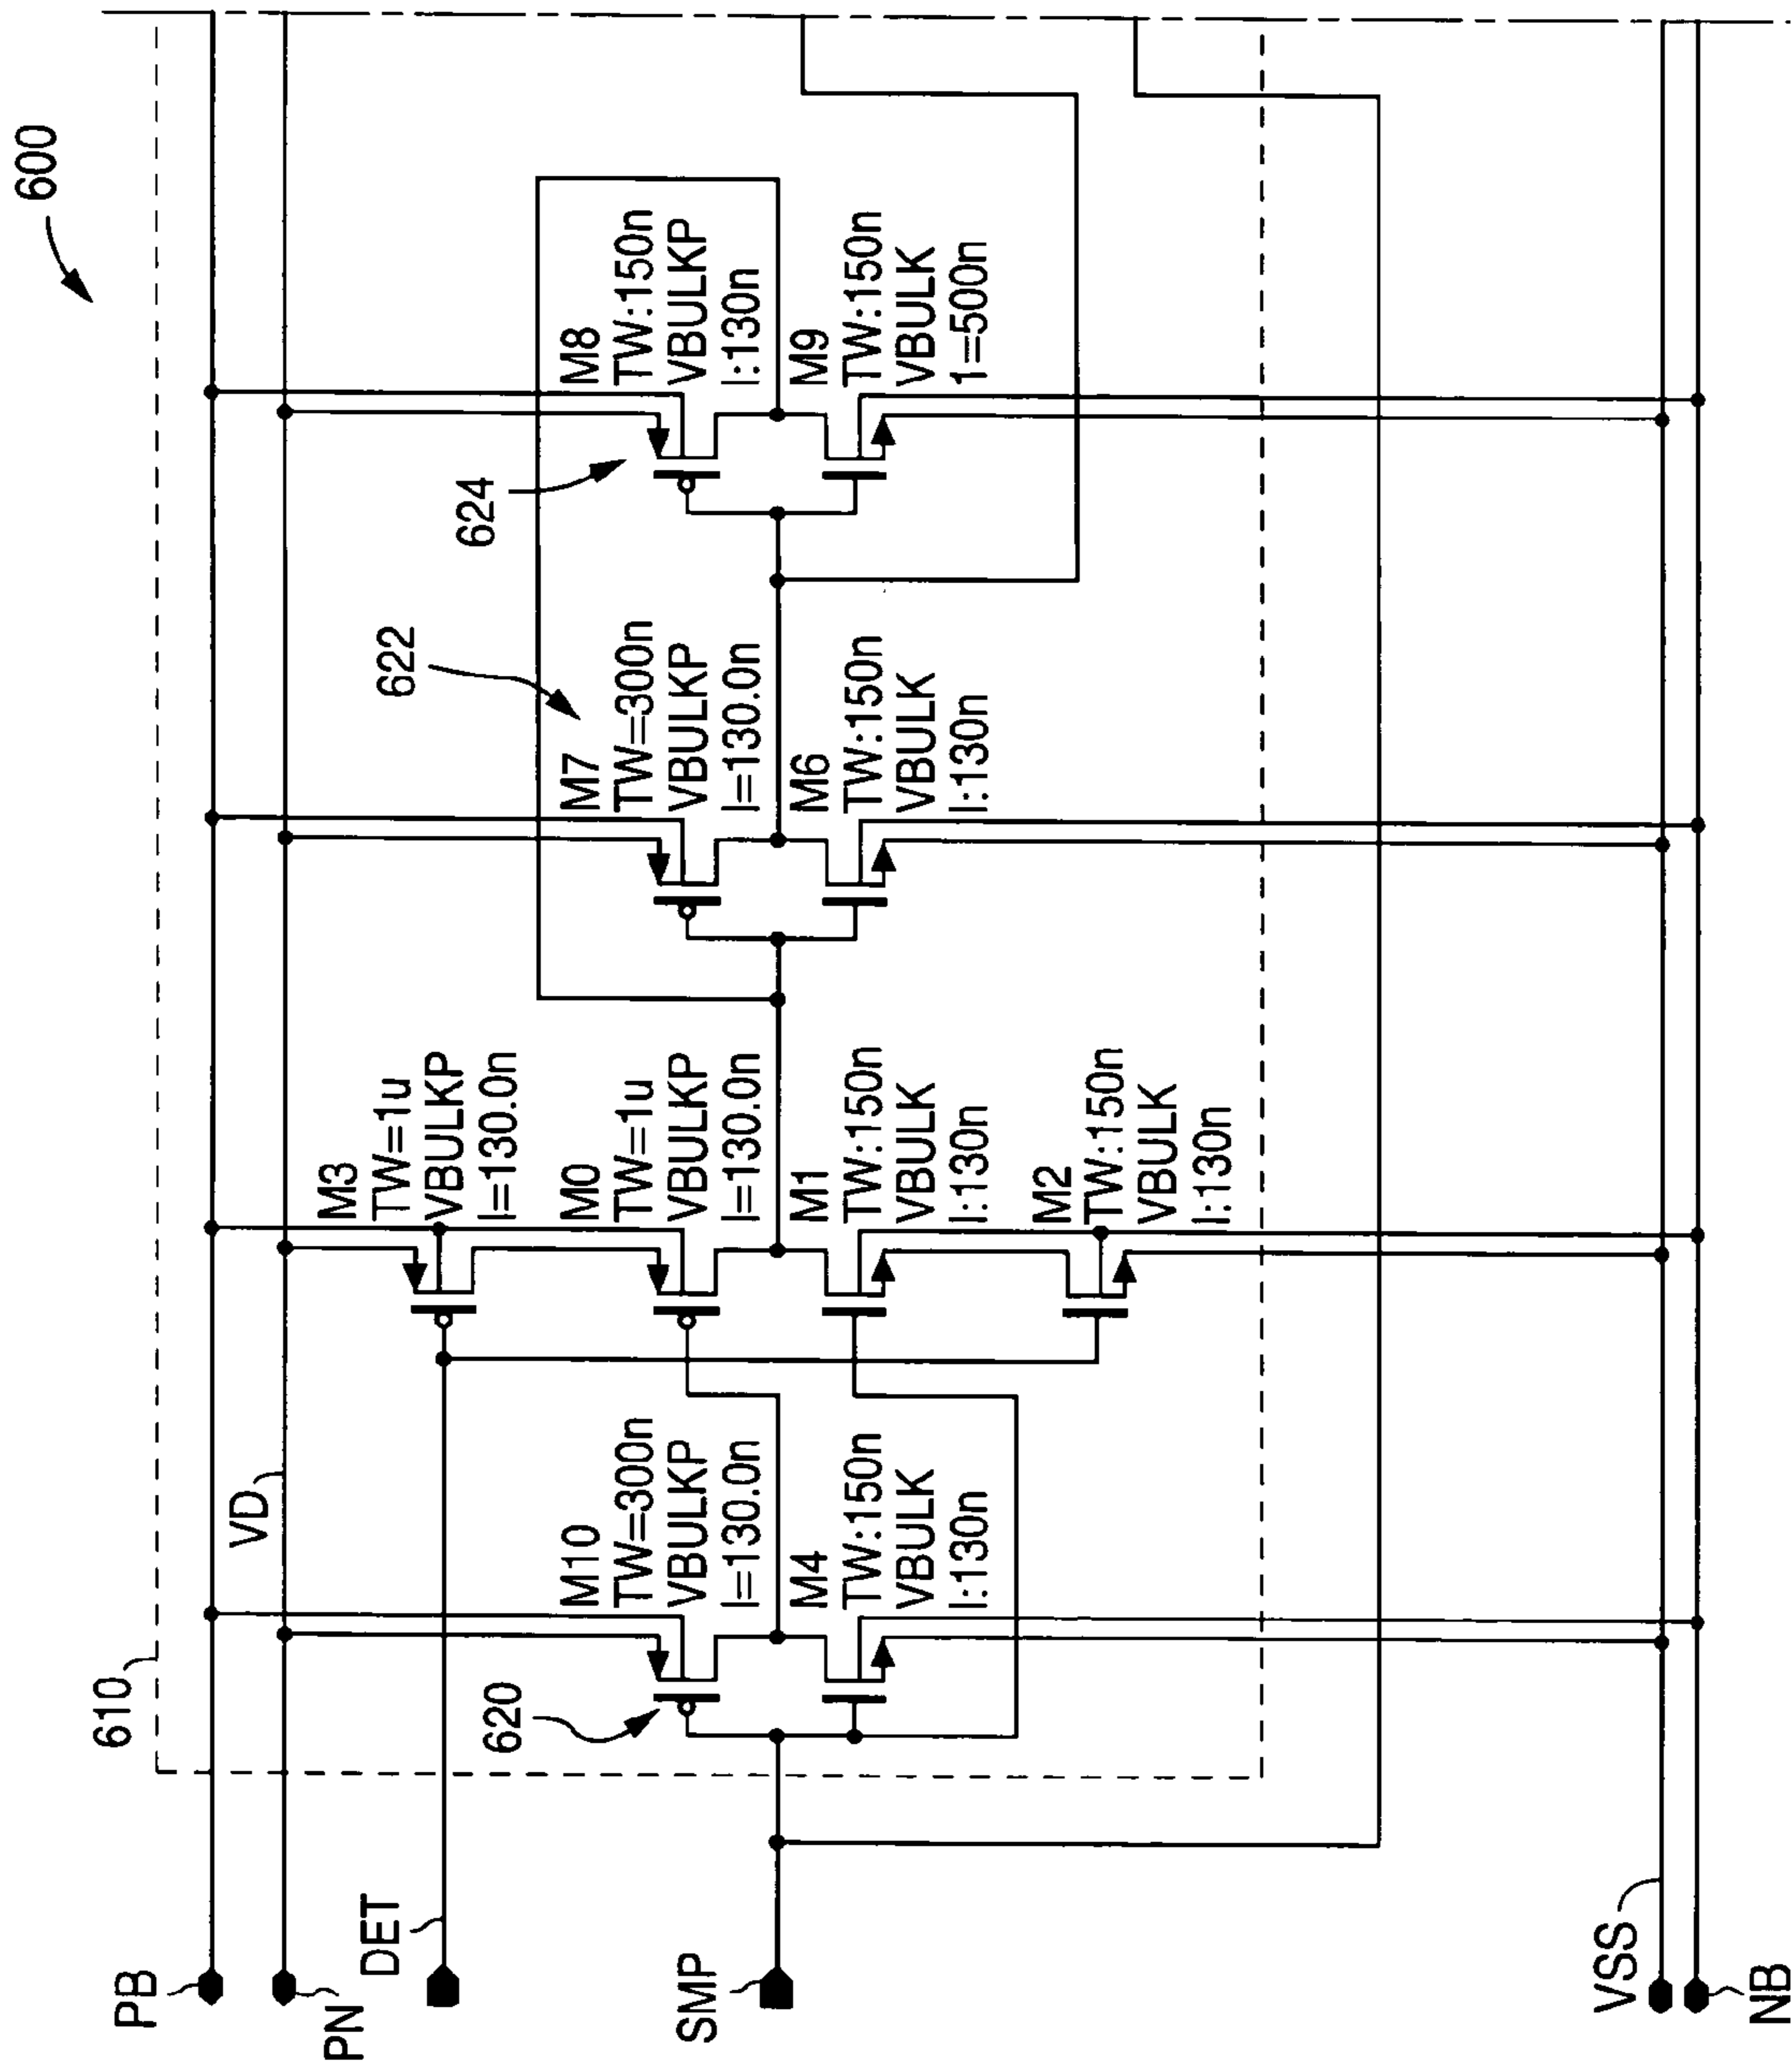 600
610
PB
PN
VD
DET
SMP
VSS
NB
620
M10
TW=300n
VBULKP
l=130.0n
M4
TW:150n
VBULK
l:130n
M3
TW=1u
VBULKP
l=130.0n
M0
TW=1u
VBULKP
l=130.0n
M1
TW:150n
VBULK
l:130n
M2
TW:150n
VBULK
l:130n
622
M7
TW=300n
VBULKP
l=130.0n
M6
TW:150n
VBULK
l:130n
624
M8
TW:150n
VBULKP
l:130n
M9
TW:150n
VBULK
1=500n